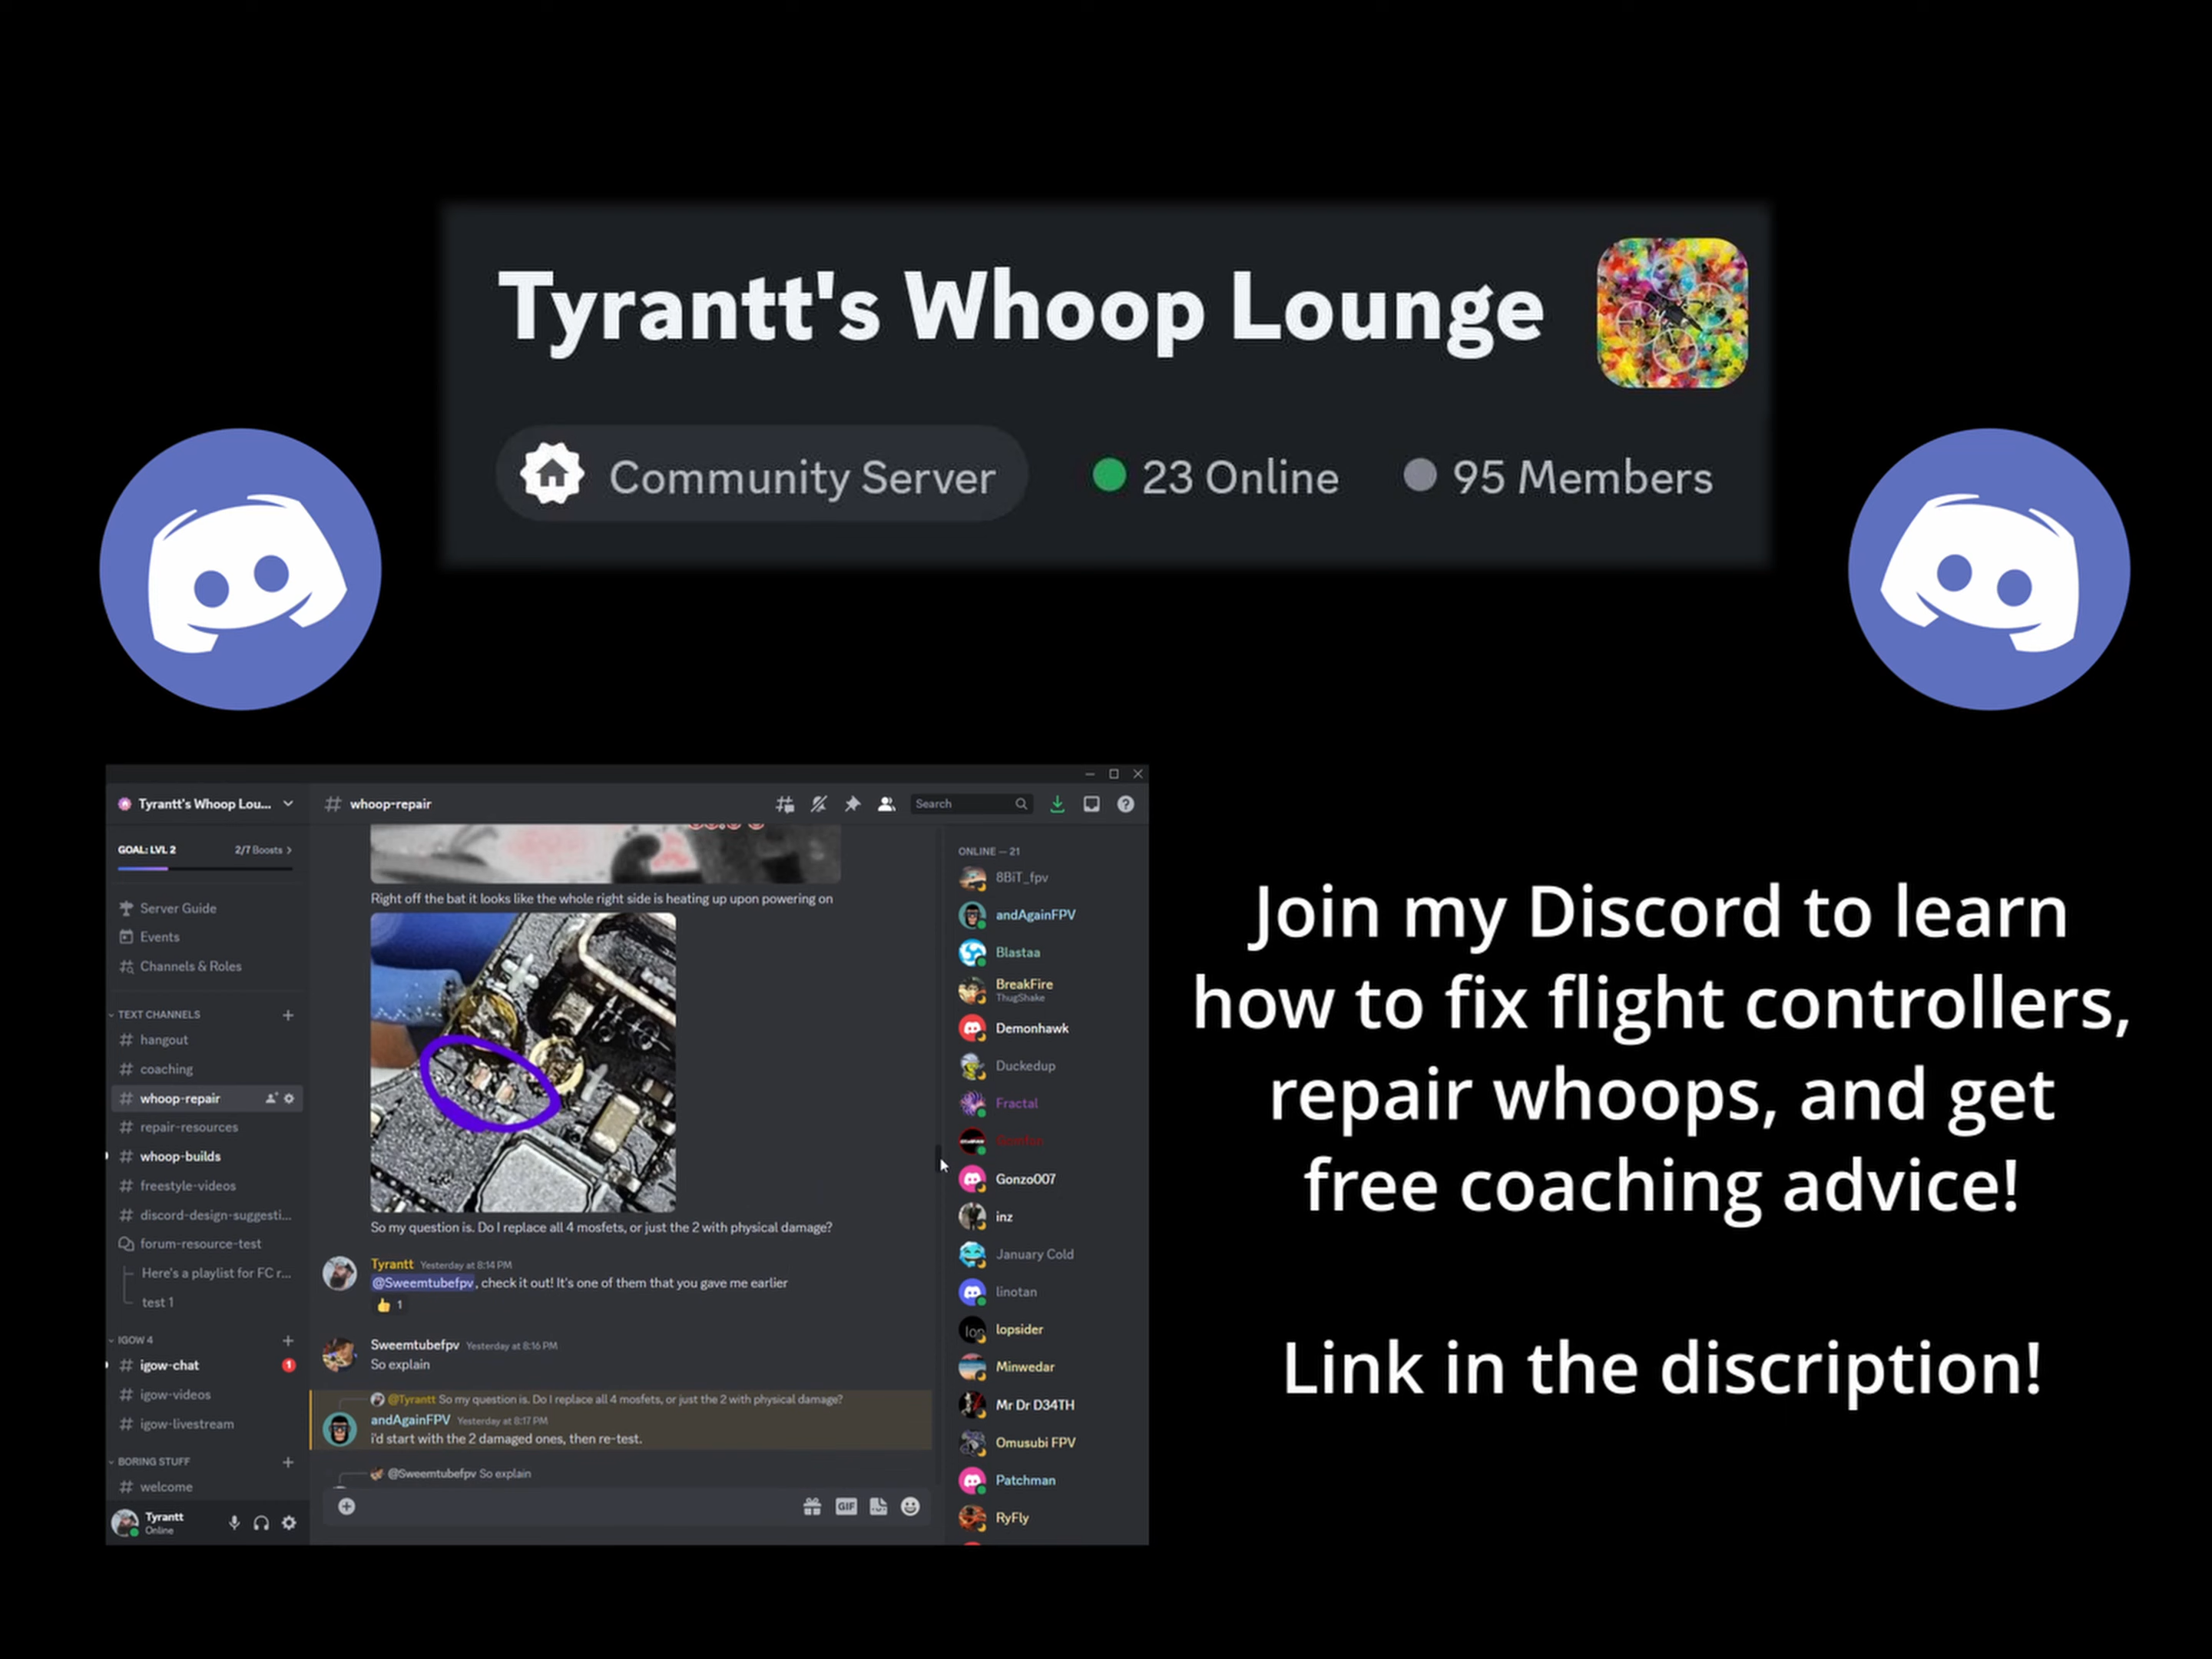 Tyrantt's Whoop Lounge
Community Server
23 Online
95 Members
Tyrantt's Whoop Lou...
GOAL: LVL 2
2/7 Boosts
Server Guide
Events
Channels & Roles
TEXT CHANNELS
hangout
coaching
whoop-repair
repair-resources
whoop-builds
freestyle-videos
discord-design-suggesti...
forum-resource-test
Here's a playlist for FC r...
test 1
IGOW 4
igow-chat
1
igow-videos
igow-livestream
BORING STUFF
welcome
Tyrantt
Online
whoop-repair
Search
Right off the bat it looks like the whole right side is heating up upon powering on
So my question is. Do I replace all 4 mosfets, or just the 2 with physical damage?
Tyrantt Yesterday at 8:14 PM
@Sweemtubefpv, check it out! It's one of them that you gave me earlier
1
Sweemtubefpv Yesterday at 8:16 PM
So explain
@Tyrantt So my question is. Do I replace all 4 mosfets, or just the 2 with physical damage?
andAgainFPV Yesterday at 8:17 PM
i'd start with the 2 damaged ones, then re-test.
@Sweemtubefpv So explain
GIF
ONLINE — 21
8BiT_fpv
andAgainFPV
Blastaa
BreakFire
ThugShake
Demonhawk
Duckedup
Fractal
Gonzo007
inz
January Cold
linotan
lopsider
Minwedar
Mr Dr D34TH
Omusubi FPV
Patchman
RyFly
Join my Discord to learn
how to fix flight controllers,
repair whoops, and get
free coaching advice!
Link in the discription!